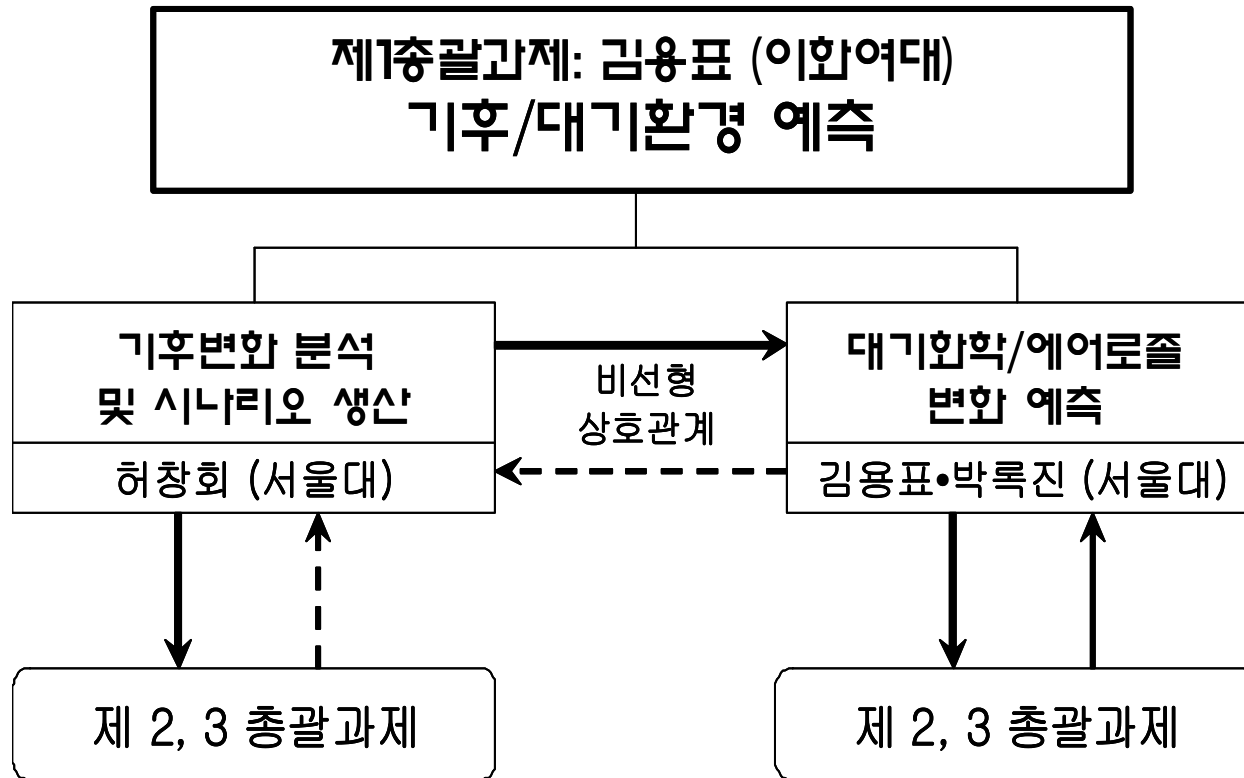 제1총괄과제: 김용표 (이화여대)
기후/대기환경 예측
기후변화 분석
및 시나리오 생산
허창회 (서울대)
비선형
상호관계
대기화학/에어로졸
변화 예측
김용표•박록진 (서울대)
제 2, 3 총괄과제
제 2, 3 총괄과제